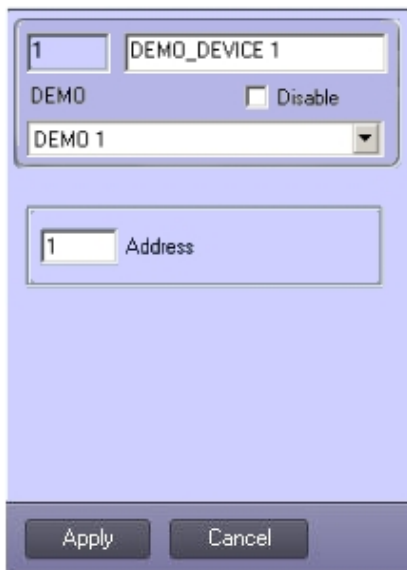 1 DEMO_DEVICE 1
DEMO Disable
DEMO 1
1 Address
Apply Cancel